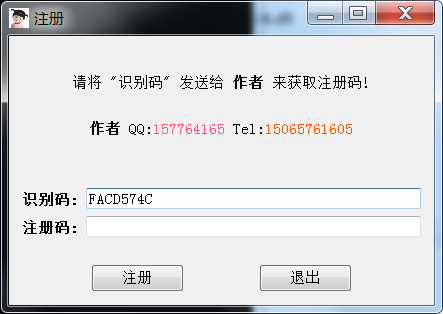 注册
请将 "识别码" 发送给 作者 来获取注册码!
作者 QQ:157764165 Tel:15065761605
识别码: FACD574C
注册码:
注册 退出